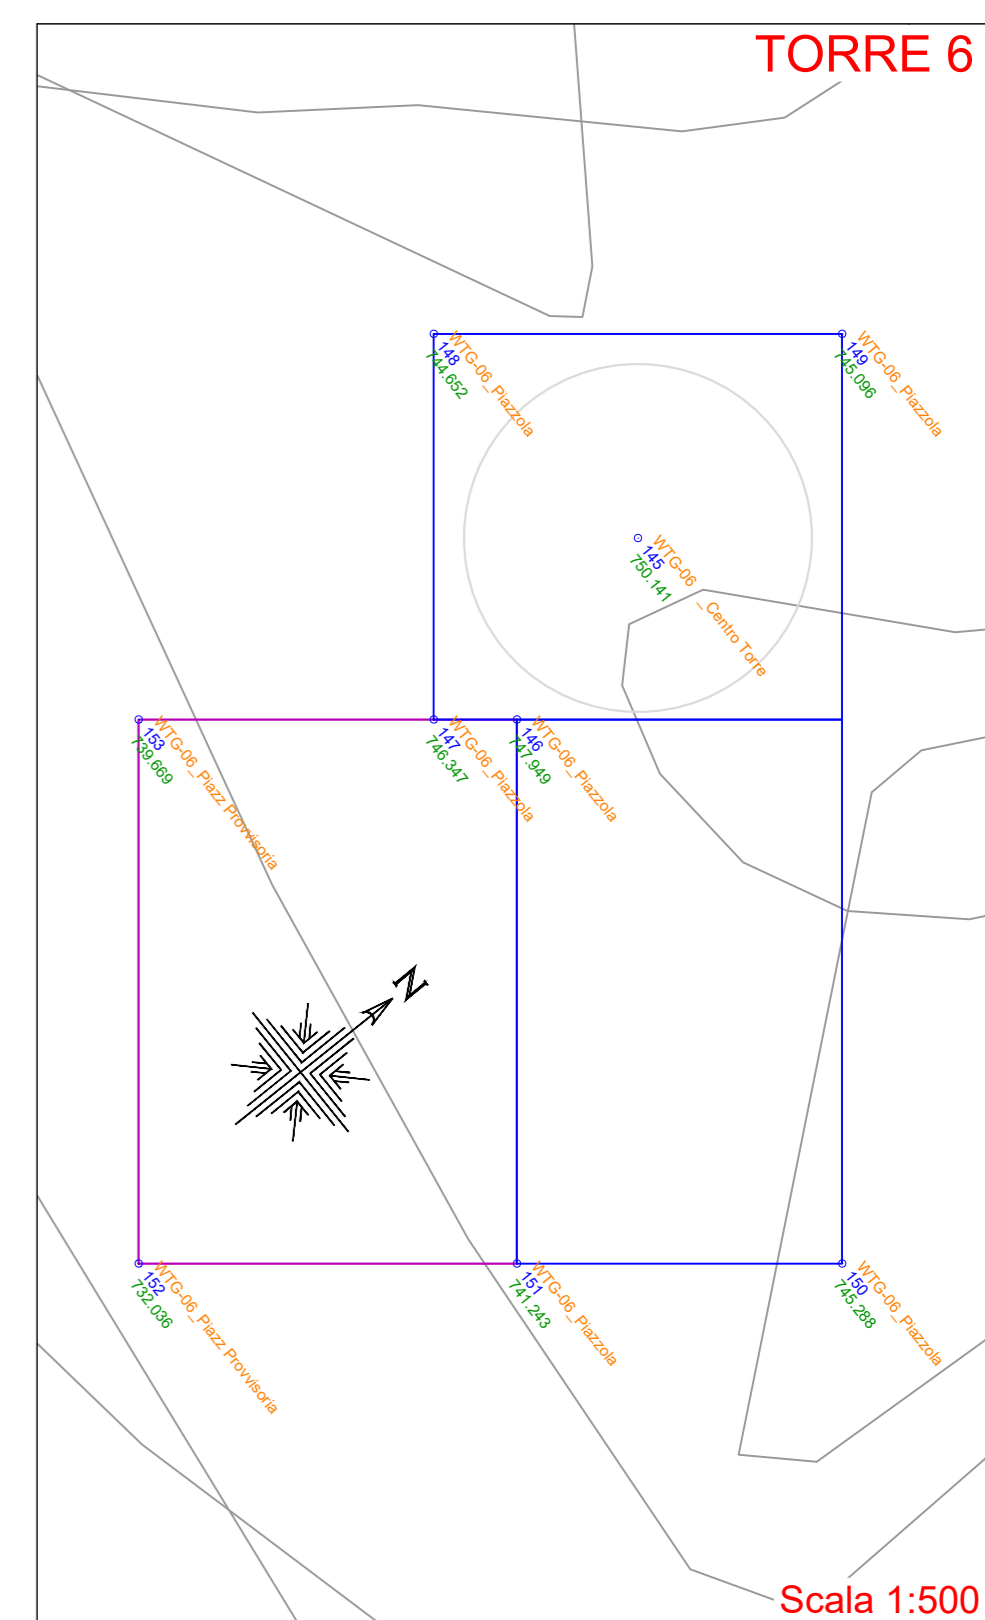 TORRE 6
WTG-06_Piazzola
148
744.652
WTG-06_Piazzola
149
745.096
WTG-06 _ Centro Torre
145
750.141
WTG-06_Piazz Provvisoria
153
739.669
WTG-06_Piazzola
147
746.347
WTG-06_Piazzola
146
747.949
N
WTG-06_Piazz Provvisoria
152
732.036
WTG-06_Piazzola
151
741.243
WTG-06_Piazzola
150
745.288
Scala 1:500